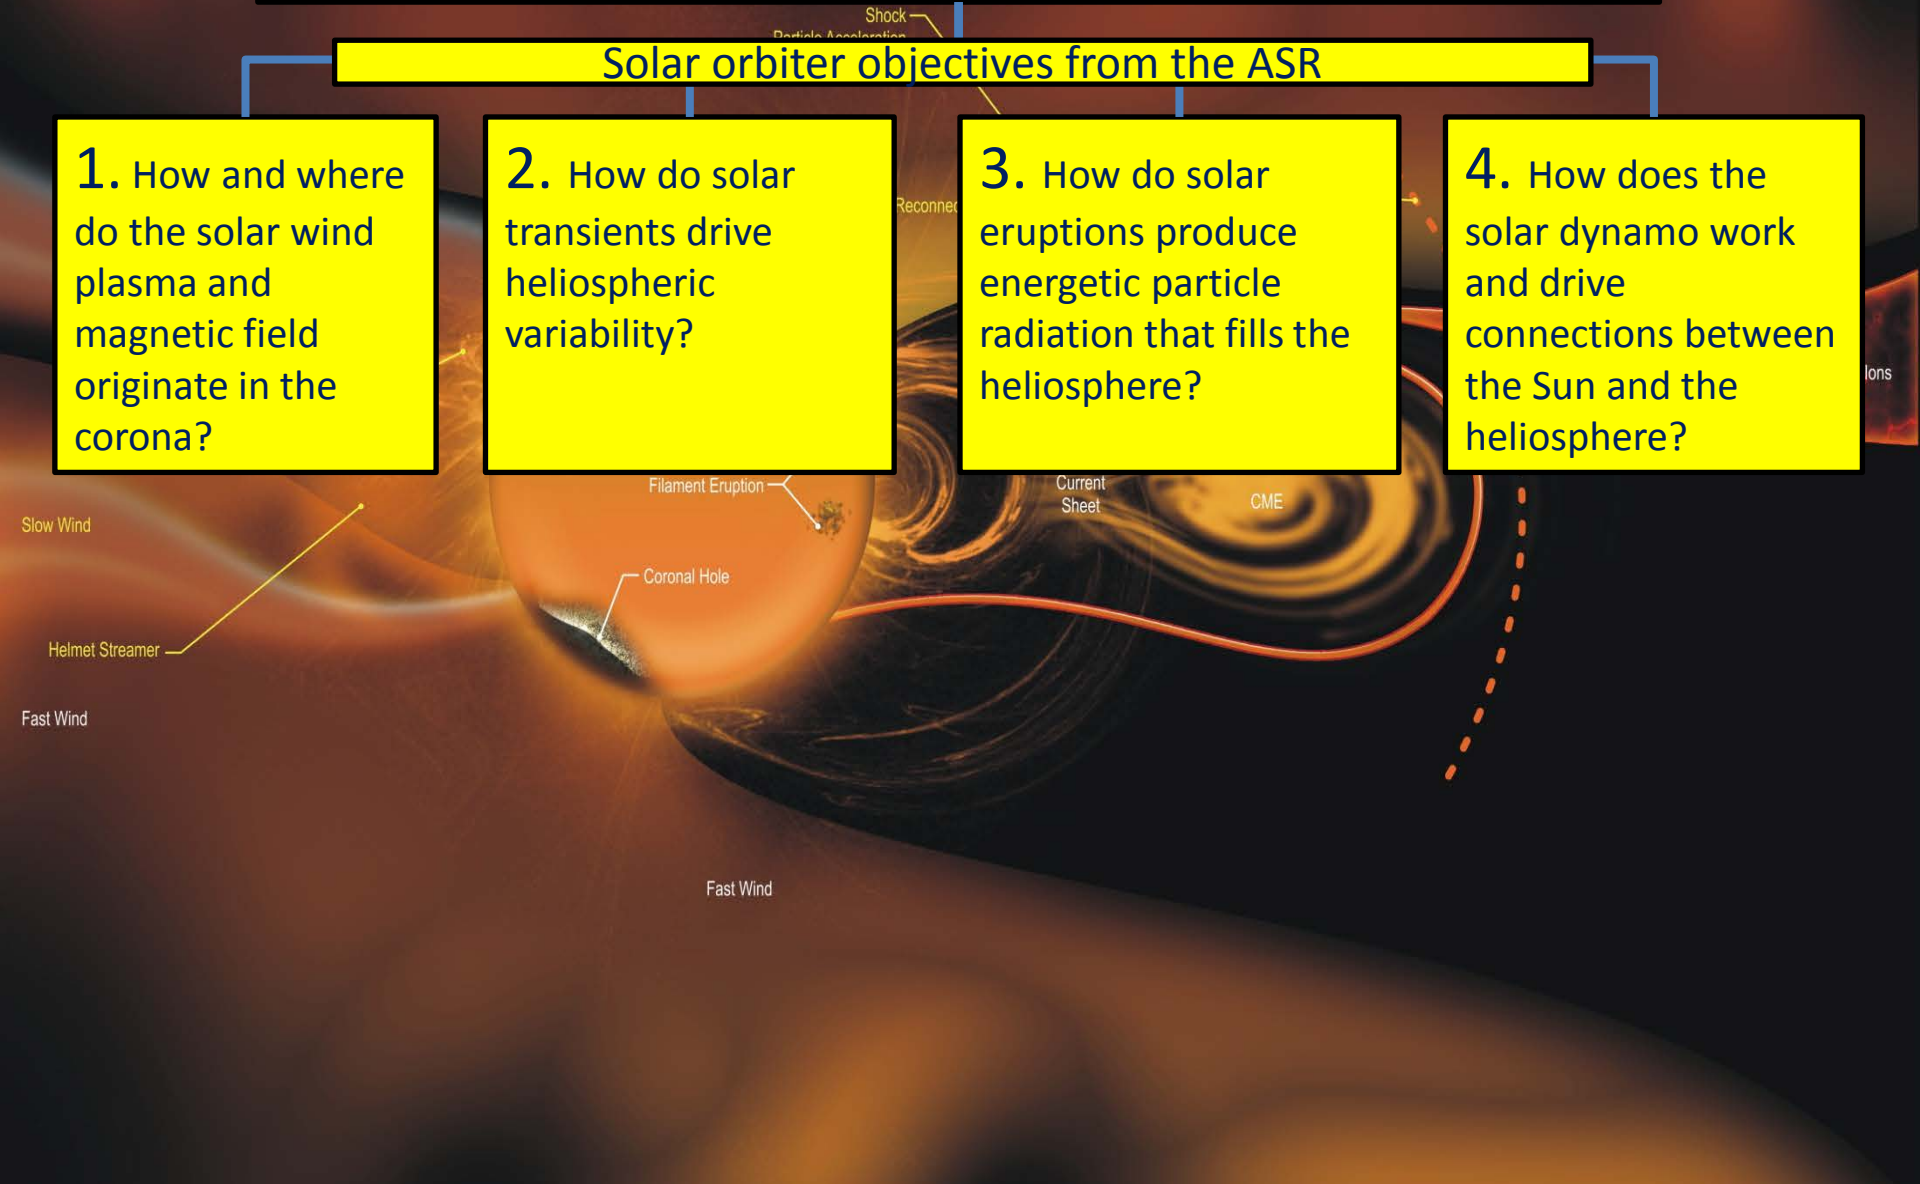 Shock
Particle Acceleration
Solar orbiter objectives from the ASR
1. How and where
do the solar wind
plasma and
magnetic field
originate in the
corona?
2. How do solar
transients drive
heliospheric
variability?
3. How do solar
eruptions produce
energetic particle
radiation that fills the
heliosphere?
4. How does the
solar dynamo work
and drive
connections between
the Sun and the
heliosphere?
Reconnec
Ions
Filament Eruption
Current
Sheet
CME
Slow Wind
Coronal Hole
Helmet Streamer
Fast Wind
Fast Wind